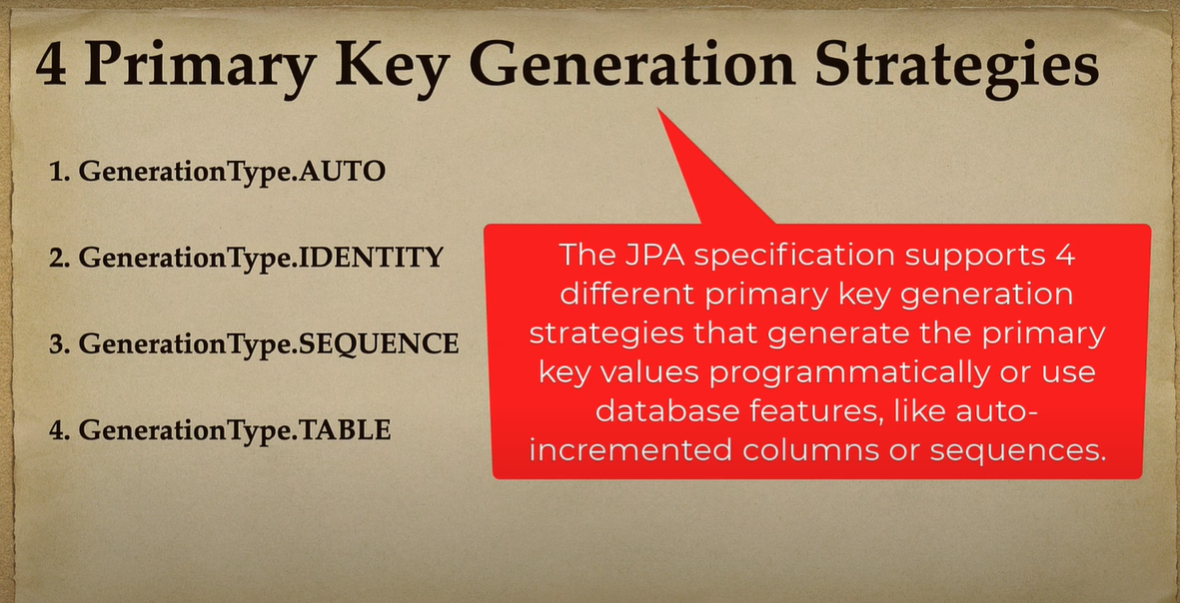 4 Primary Key Generation Strategies
1. GenerationType.AUTO
2. GenerationType.IDENTITY
3. GenerationType.SEQUENCE
4. GenerationType.TABLE
The JPA specification supports 4
different primary key generation
strategies that generate the primary
key values programmatically or use
database features, like auto-
incremented columns or sequences.